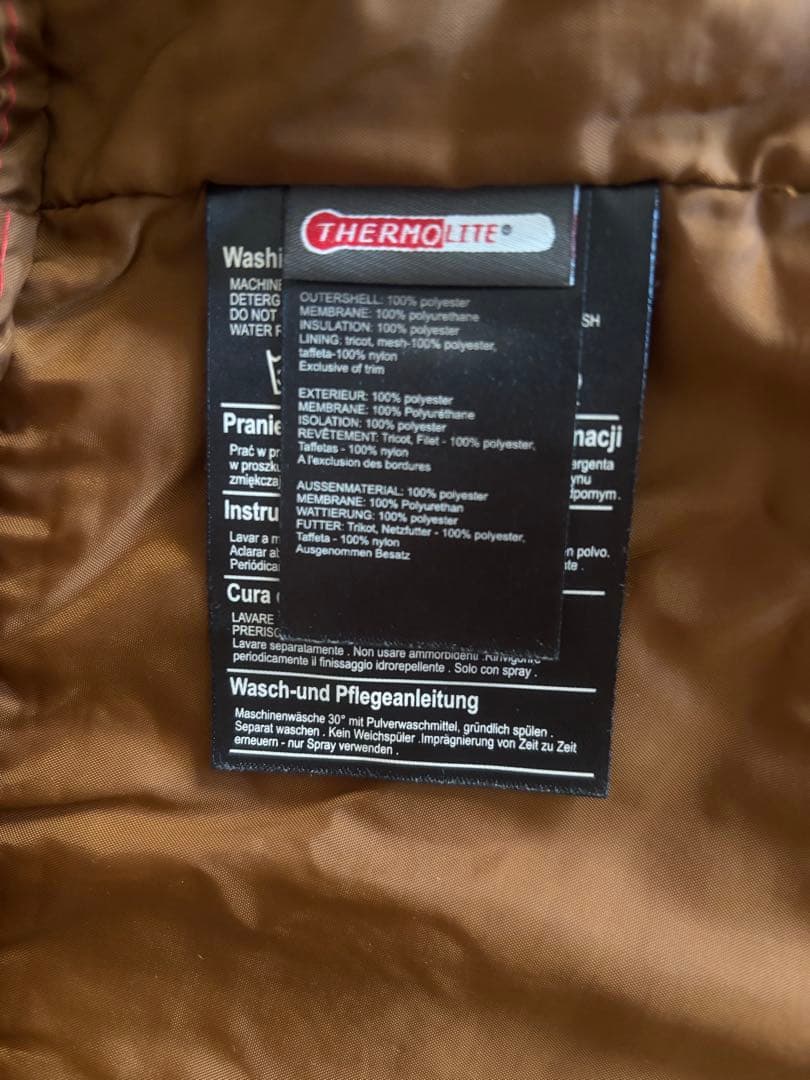 THERMOLITE®
OUTERSHELL: 100% polyester
MEMBRANE: 100% polyurethane
INSULATION: 100% polyester
LINING: tricot, mesh-100% polyester,
taffeta-100% nylon
Exclusive of trim
EXTERIEUR: 100% polyester
MEMBRANE: 100% Polyuréthane
ISOLATION: 100% polyester
REVÊTEMENT: Tricot, Filet - 100% polyester,
Taffetas - 100% nylon
A l'exclusion des bordures
AUSSENMATERIAL: 100% polyester
MEMBRANE: 100% Polyurethan
WATTIERUNG: 100% polyester
FUTTER: Trikot, Netzfutter - 100% polyester,
Taffeta - 100% nylon
Ausgenommen Besatz
Washi
MACHINE
DETERG
DO NOT SH
WATER
Pranie nacji
Prać w pr ergenta
w proszku ynu
zmiękcza
Instru
Lavar a m n polvo.
Aclarar
Periódica te .
Cura
LAVARE
PRERISC
Lavare separatamente . Non usare ammorbidenti .
periodicamente il finissaggio idrorepellente . Solo con spray .
Wasch-und Pflegeanleitung
Maschinenwäsche 30° mit Pulverwaschmittel, gründlich spülen .
Separat waschen . Kein Weichspüler .Imprägnierung von Zeit zu Zeit
erneuern - nur Spray verwenden .